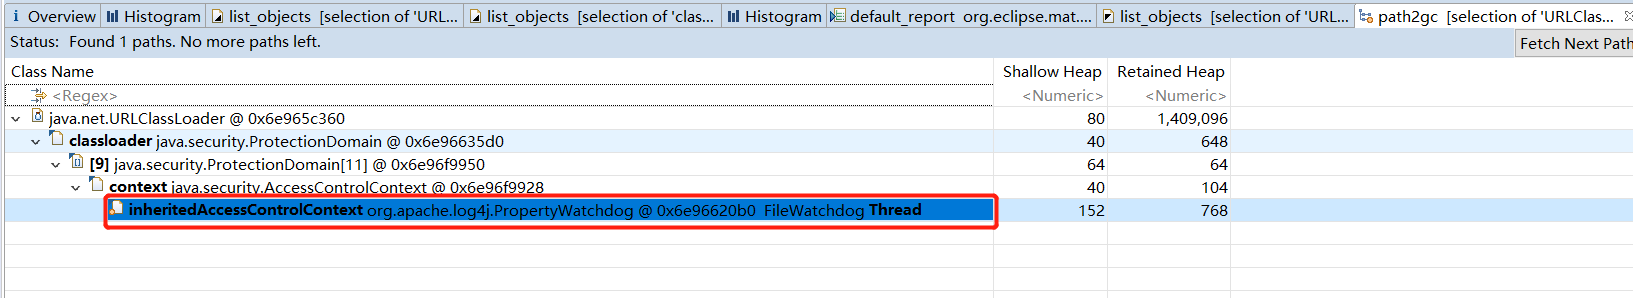 i Overview Histogram list_objects [selection of 'URL... list_objects [selection of 'clas... Histogram default_report org.eclipse.mat.... list_objects [selection of 'UR... path2gc [selection of 'URLClas...
Status: Found 1 paths. No more paths left.
Fetch Next Path
Class Name Shallow Heap Retained Heap
<Regex> <Numeric> <Numeric>
java.net.URLClassLoader @ 0x6e965c360 80 1,409,096
classloader java.security.ProtectionDomain @ 0x6e96635d0 40 648
[9] java.security.ProtectionDomain[11] @ 0x6e96f9950 64 64
context java.security.AccessControlContext @ 0x6e96f9928 40 104
inheritedAccessControlContext org.apache.log4j.PropertyWatchdog @ 0x6e96620b0 FileWatchdog Thread 152 768